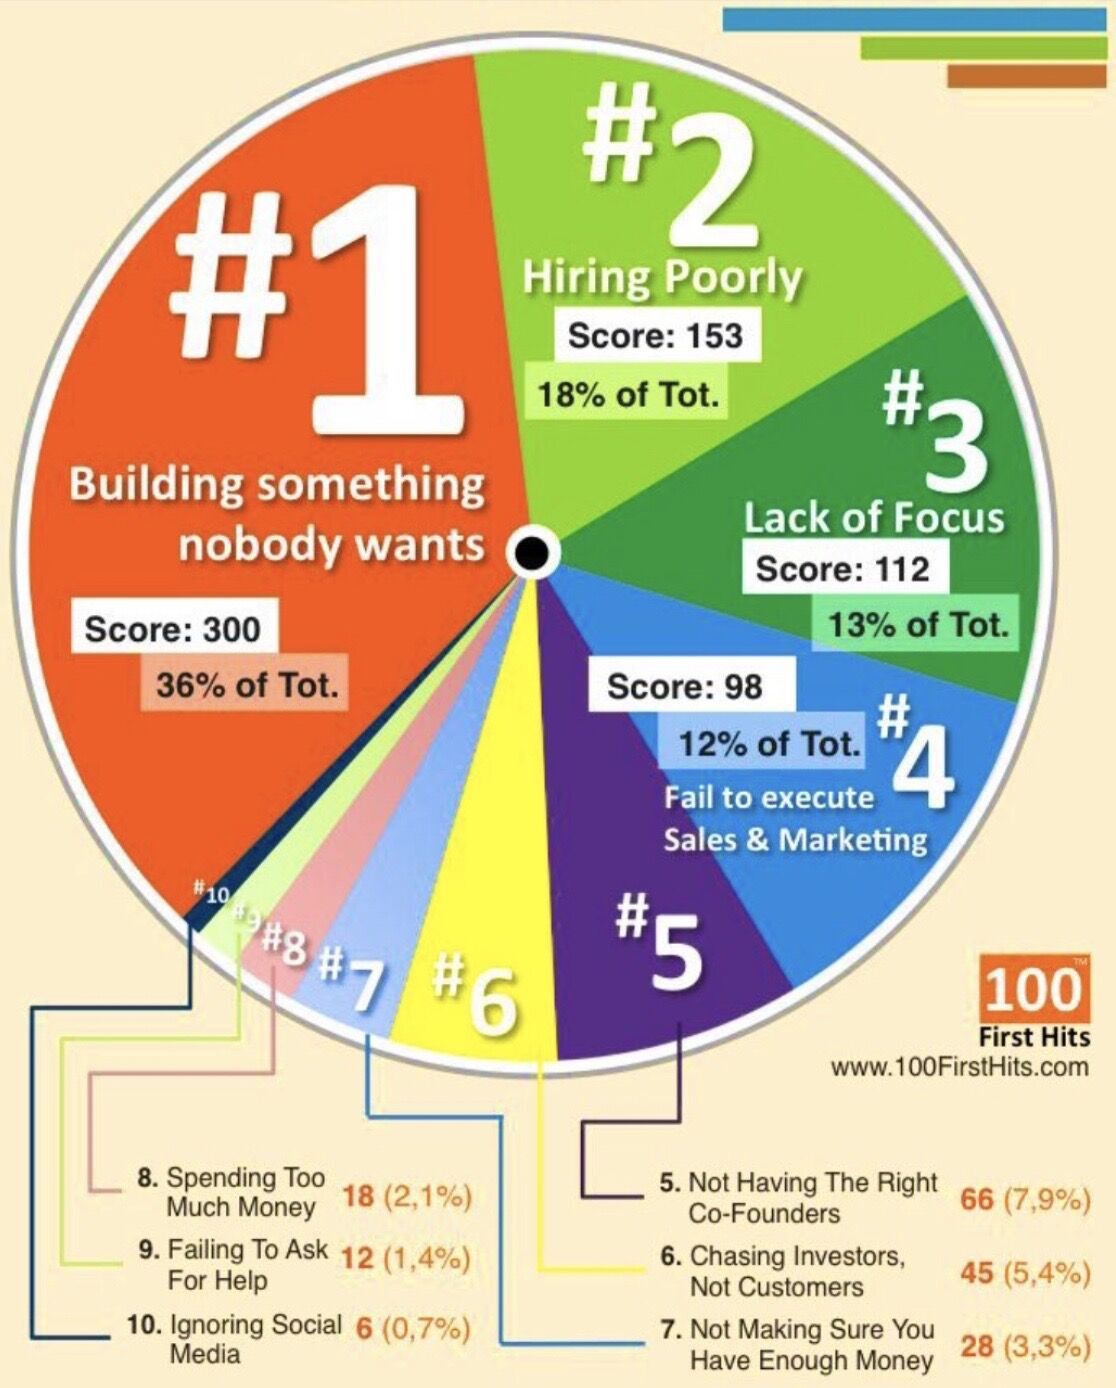 #1
Building something
nobody wants
Score: 300
36% of Tot.
#2
Hiring Poorly
Score: 153
18% of Tot.
#3
Lack of Focus
Score: 112
13% of Tot.
Score: 98
12% of Tot.
#4
Fail to execute
Sales & Marketing
#5
#6
#7
#8
#9
#10
100™
First Hits
www.100FirstHits.com
8. Spending Too
Much Money 18 (2,1%)
9. Failing To Ask
For Help 12 (1,4%)
10. Ignoring Social
Media 6 (0,7%)
5. Not Having The Right
Co-Founders 66 (7,9%)
6. Chasing Investors,
Not Customers 45 (5,4%)
7. Not Making Sure You
Have Enough Money 28 (3,3%)